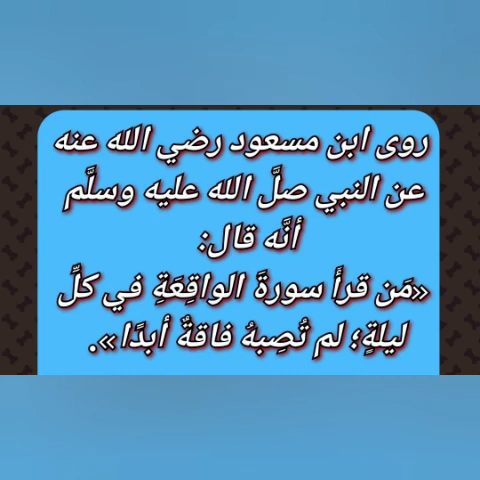 روى ابن مسعود رضي الله عنه
عن النبي صلَّ الله عليه وسلَّم
أنَّه قال:
«مَن قرأَ سورةَ الواقِعَةِ في كلِّ
ليلةٍ؛ لم تُصِبهُ فاقةٌ أبدًا».